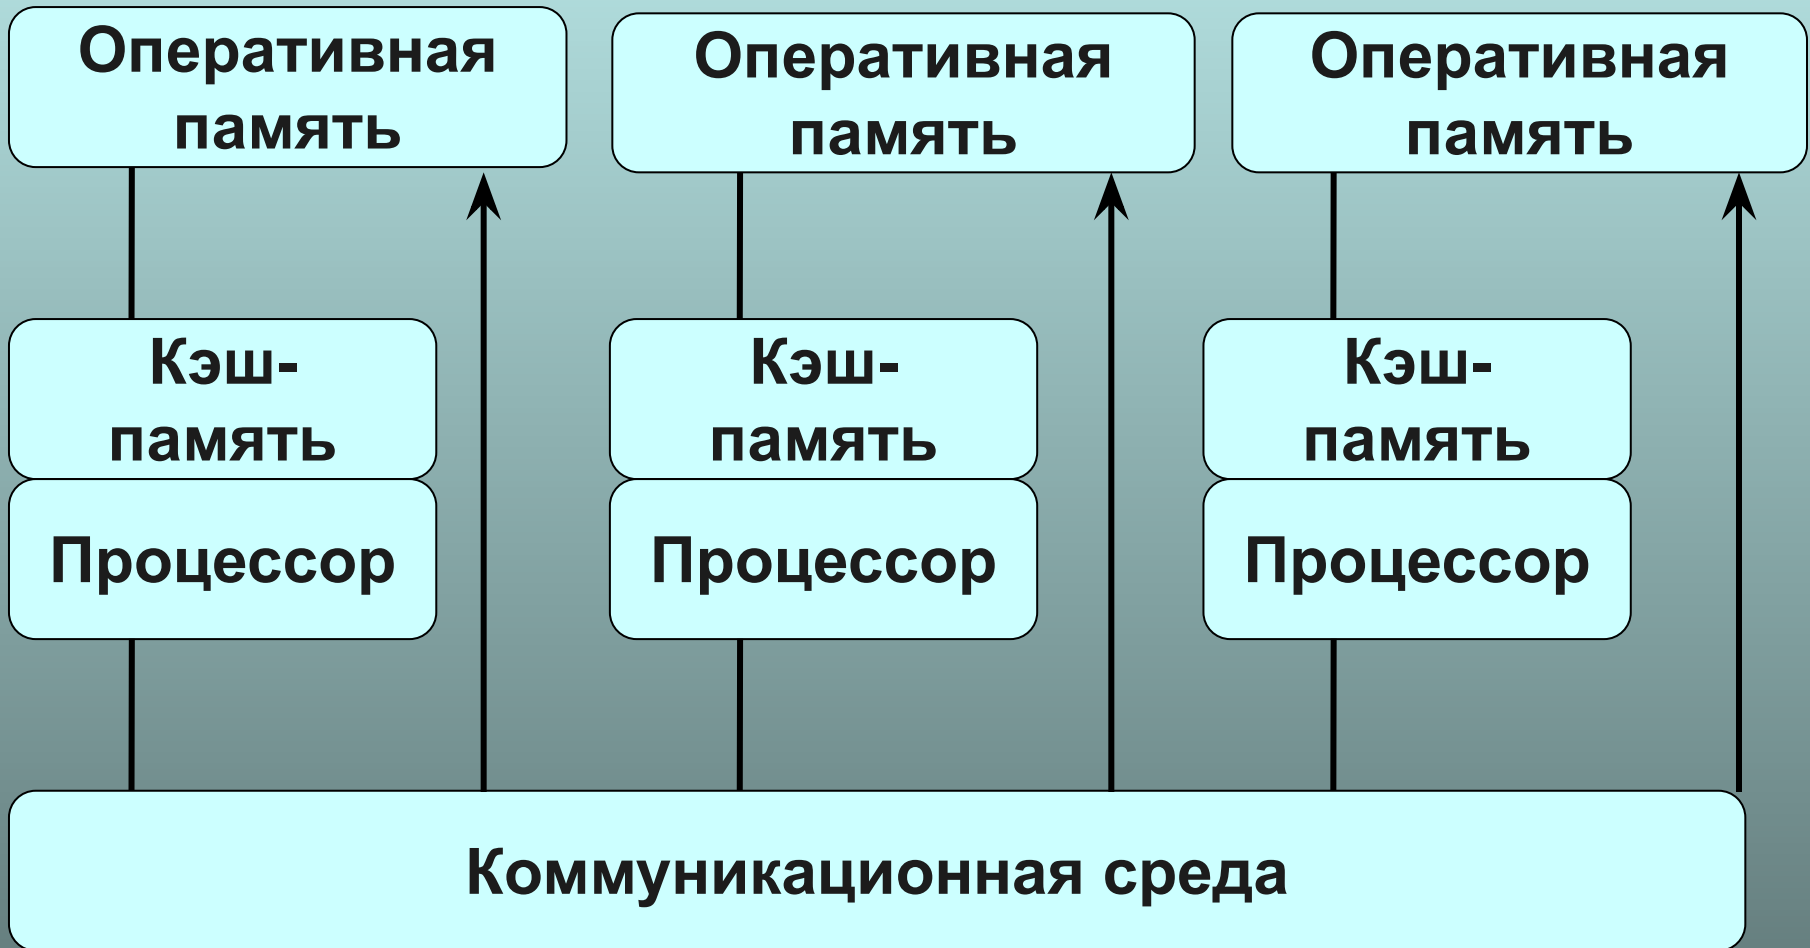 Оперативная
память
Оперативная
память
Оперативная
память
Кэш-
память
Кэш-
память
Кэш-
память
Процессор
Процессор
Процессор
Коммуникационная среда